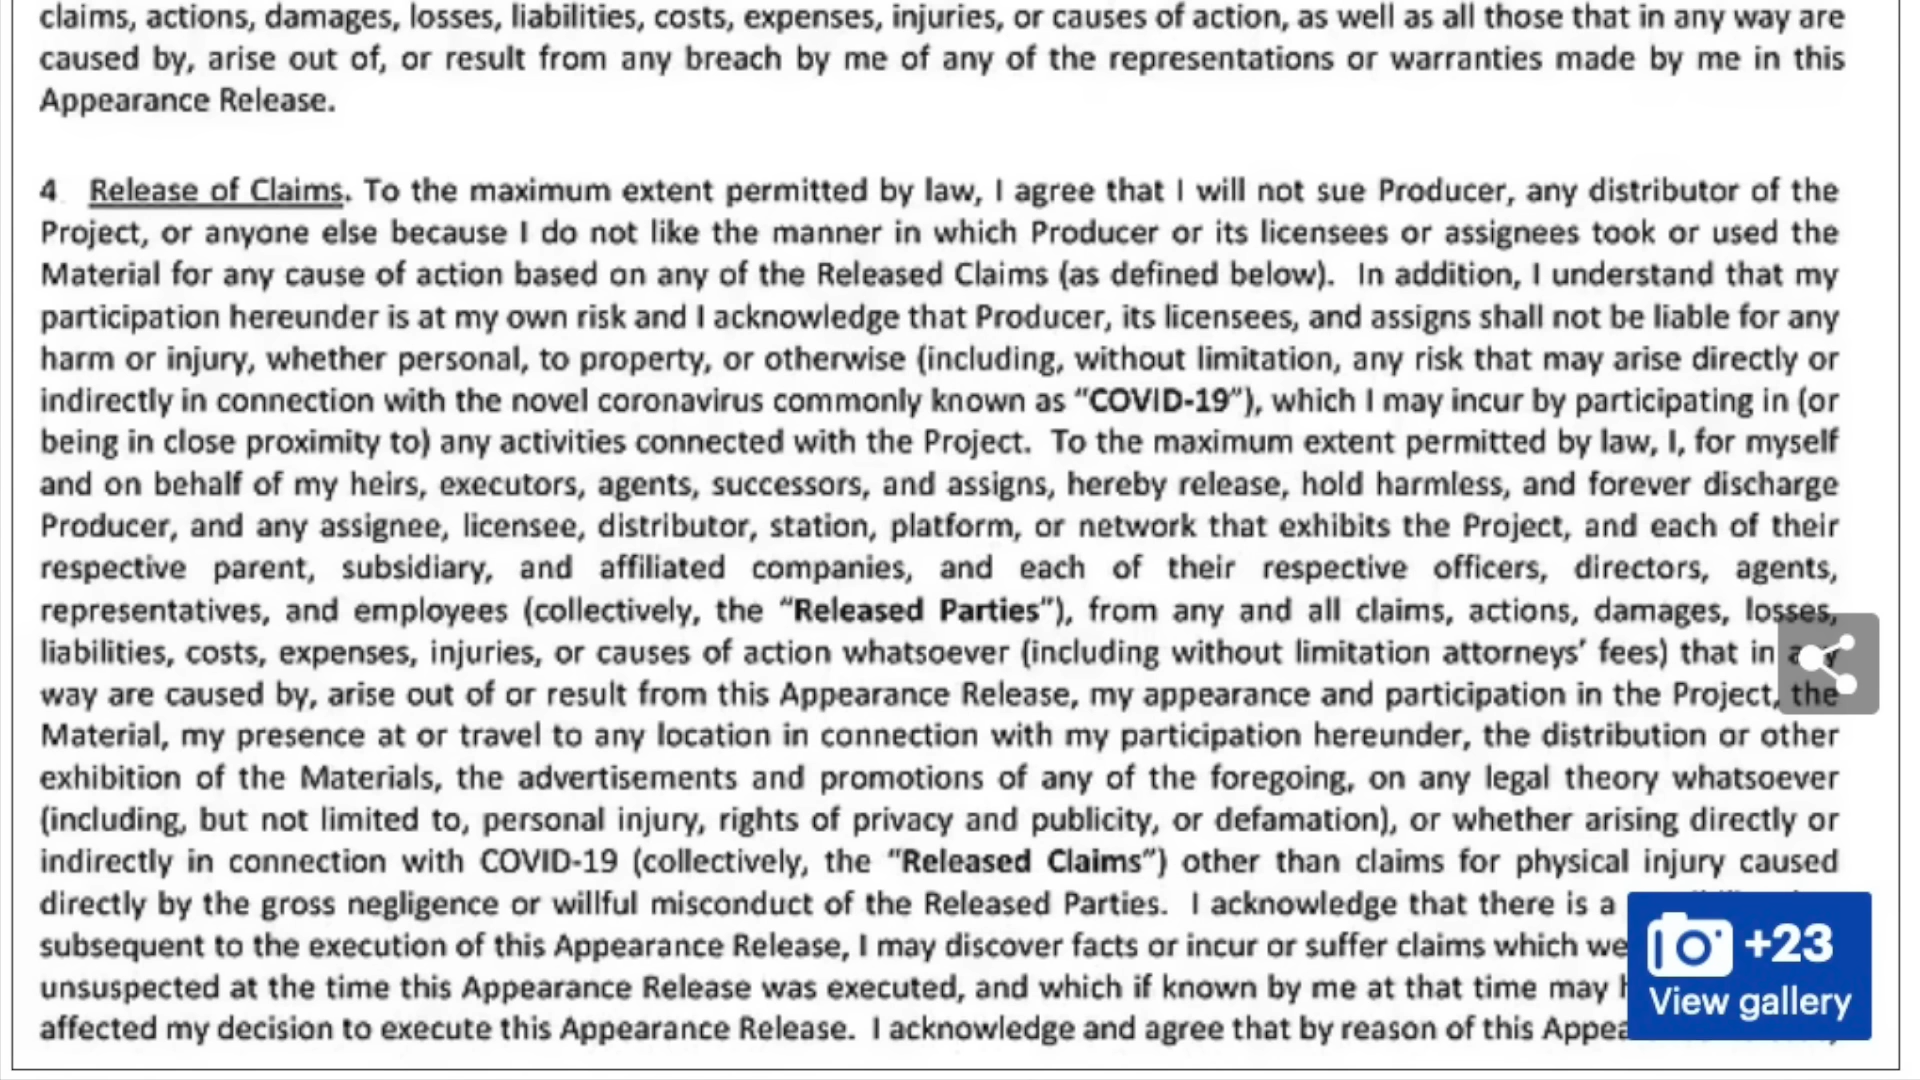 claims, actions, damages, losses, liabilities, costs, expenses, injuries, or causes of action, as well as all those that in any way are
caused by, arise out of, or result from any breach by me of any of the representations or warranties made by me in this
Appearance Release.
4 Release of Claims. To the maximum extent permitted by law, I agree that I will not sue Producer, any distributor of the
Project, or anyone else because I do not like the manner in which Producer or its licensees or assignees took or used the
Material for any cause of action based on any of the Released Claims (as defined below). In addition, I understand that my
participation hereunder is at my own risk and I acknowledge that Producer, its licensees, and assigns shall not be liable for any
harm or injury, whether personal, to property, or otherwise (including, without limitation, any risk that may arise directly or
indirectly in connection with the novel coronavirus commonly known as “COVID-19”), which I may incur by participating in (or
being in close proximity to) any activities connected with the Project. To the maximum extent permitted by law, I, for myself
and on behalf of my heirs, executors, agents, successors, and assigns, hereby release, hold harmless, and forever discharge
Producer, and any assignee, licensee, distributor, station, platform, or network that exhibits the Project, and each of their
respective parent, subsidiary, and affiliated companies, and each of their respective officers, directors, agents,
representatives, and employees (collectively, the “Released Parties”), from any and all claims, actions, damages, losses,
liabilities, costs, expenses, injuries, or causes of action whatsoever (including without limitation attorneys’ fees) that in
way are caused by, arise out of or result from this Appearance Release, my appearance and participation in the Project, the
Material, my presence at or travel to any location in connection with my participation hereunder, the distribution or other
exhibition of the Materials, the advertisements and promotions of any of the foregoing, on any legal theory whatsoever
(including, but not limited to, personal injury, rights of privacy and publicity, or defamation), or whether arising directly or
indirectly in connection with COVID-19 (collectively, the “Released Claims”) other than claims for physical injury caused
directly by the gross negligence or willful misconduct of the Released Parties. I acknowledge that there is a
subsequent to the execution of this Appearance Release, I may discover facts or incur or suffer claims which
unsuspected at the time this Appearance Release was executed, and which if known by me at that time may
affected my decision to execute this Appearance Release. I acknowledge and agree that by reason of this
+23
View gallery